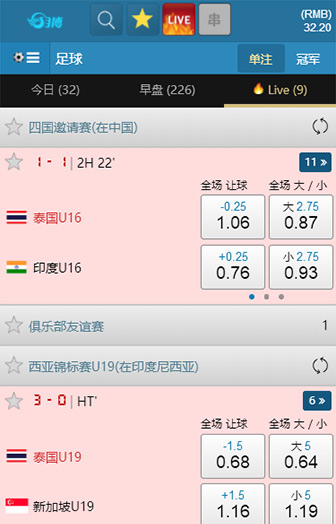 3博
LIVE
串
(RMB)
32.20
足球
单注
冠军
今日 (32)
早盘 (226)
Live (9)
四国邀请赛(在中国)
1 - 1 | 2H 22'
11 »
全场 让球
全场 大 / 小
泰国U16
-0.25
1.06
大 2.75
0.87
印度U16
+0.25
0.76
小 2.75
0.93
俱乐部友谊赛
1
西亚锦标赛U19(在印度尼西亚)
3 - 0 | HT'
6 »
全场 让球
全场 大 / 小
泰国U19
-1.5
0.68
大 5
0.64
新加坡U19
+1.5
1.16
小 5
1.19